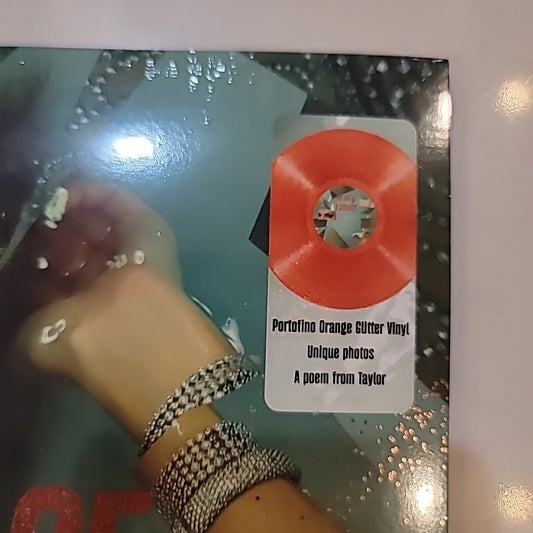 Portofino Orange Glitter Vinyl
Unique photos
A poem from Taylor